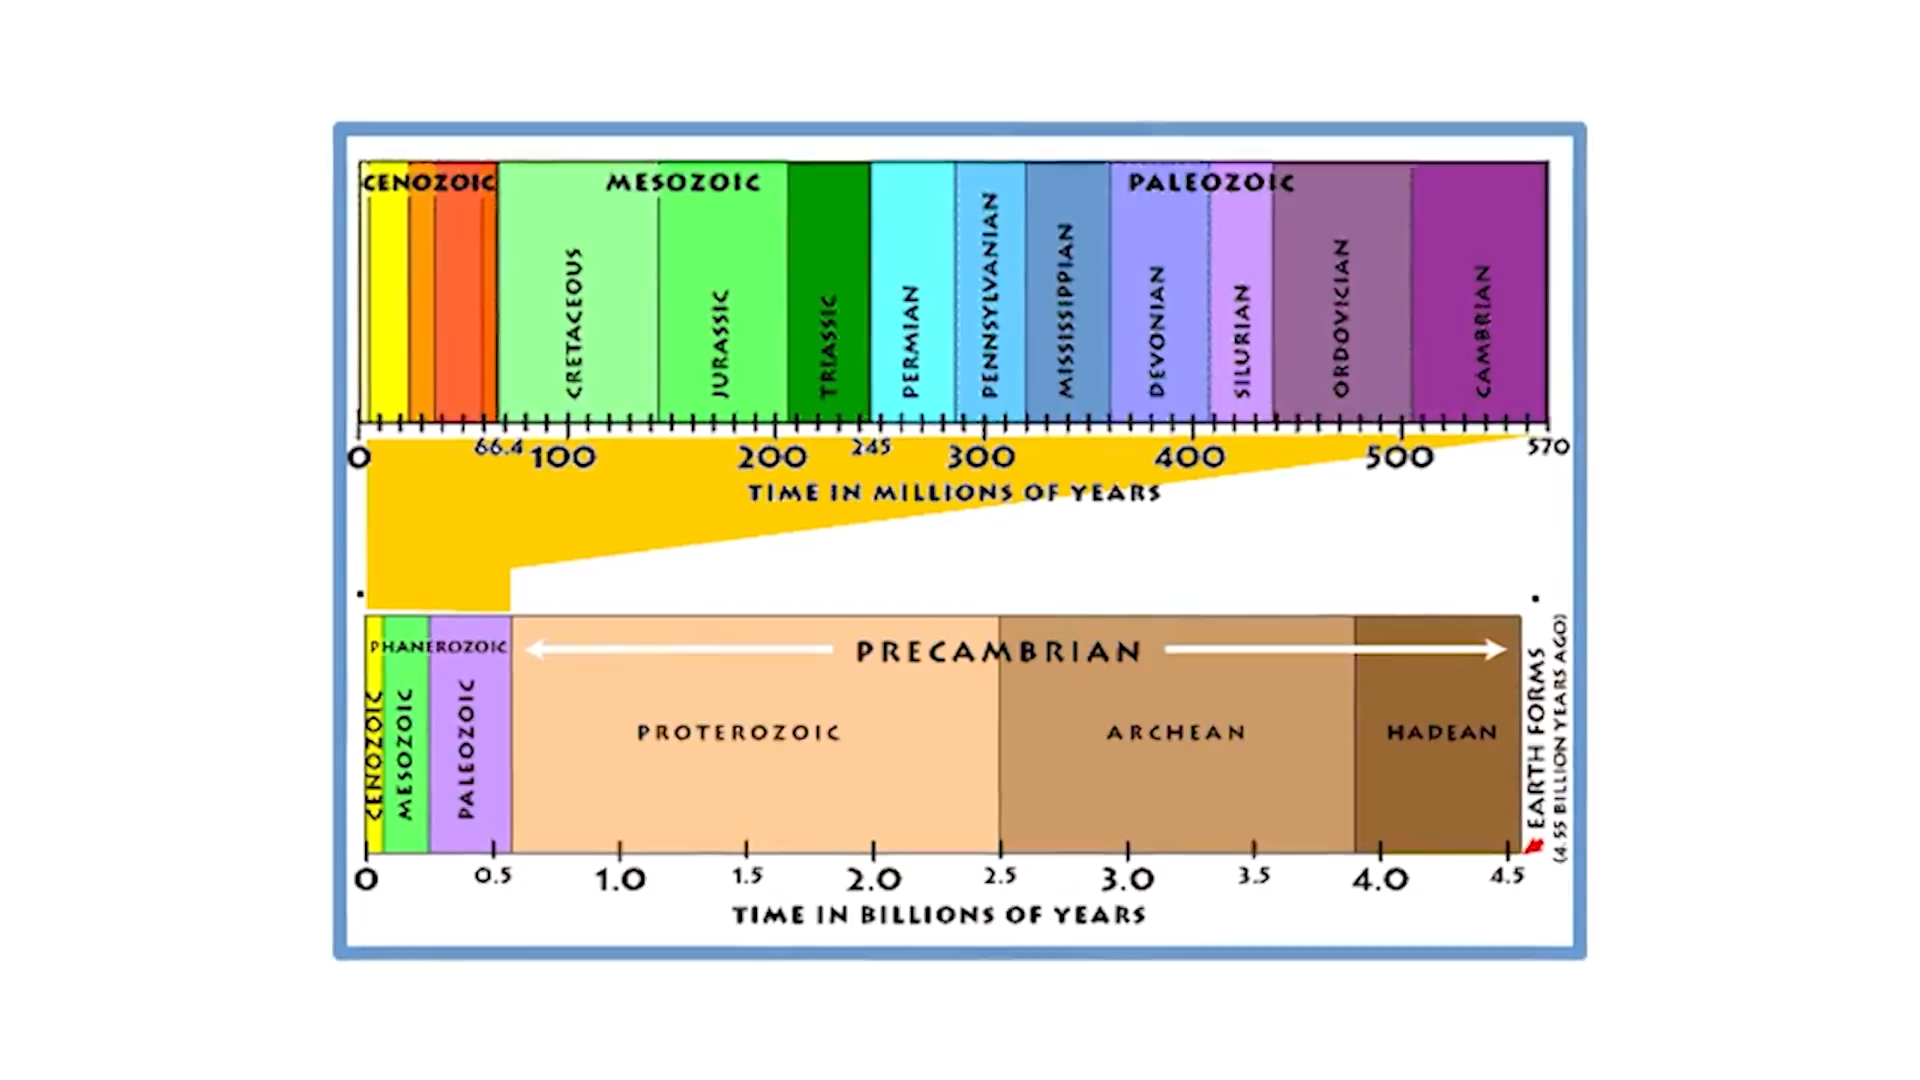 CENOZOIC
MESOZOIC
PALEOZOIC
CRETACEOUS
JURASSIC
TRIASSIC
PERMIAN
PENNSYLVANIAN
MISSISSIPPIAN
DEVONIAN
SILURIAN
ORDOVICIAN
CAMBRIAN
0 66.4 100 200 245 300 400 500 570
TIME IN MILLIONS OF YEARS
PHANEROZOIC
PRECAMBRIAN
CENOZOIC
MESOZOIC
PALEOZOIC
PROTEROZOIC
ARCHEAN
HADEAN
EARTH FORMS
(4.55 BILLION YEARS AGO)
0 0.5 1.0 1.5 2.0 2.5 3.0 3.5 4.0 4.5
TIME IN BILLIONS OF YEARS